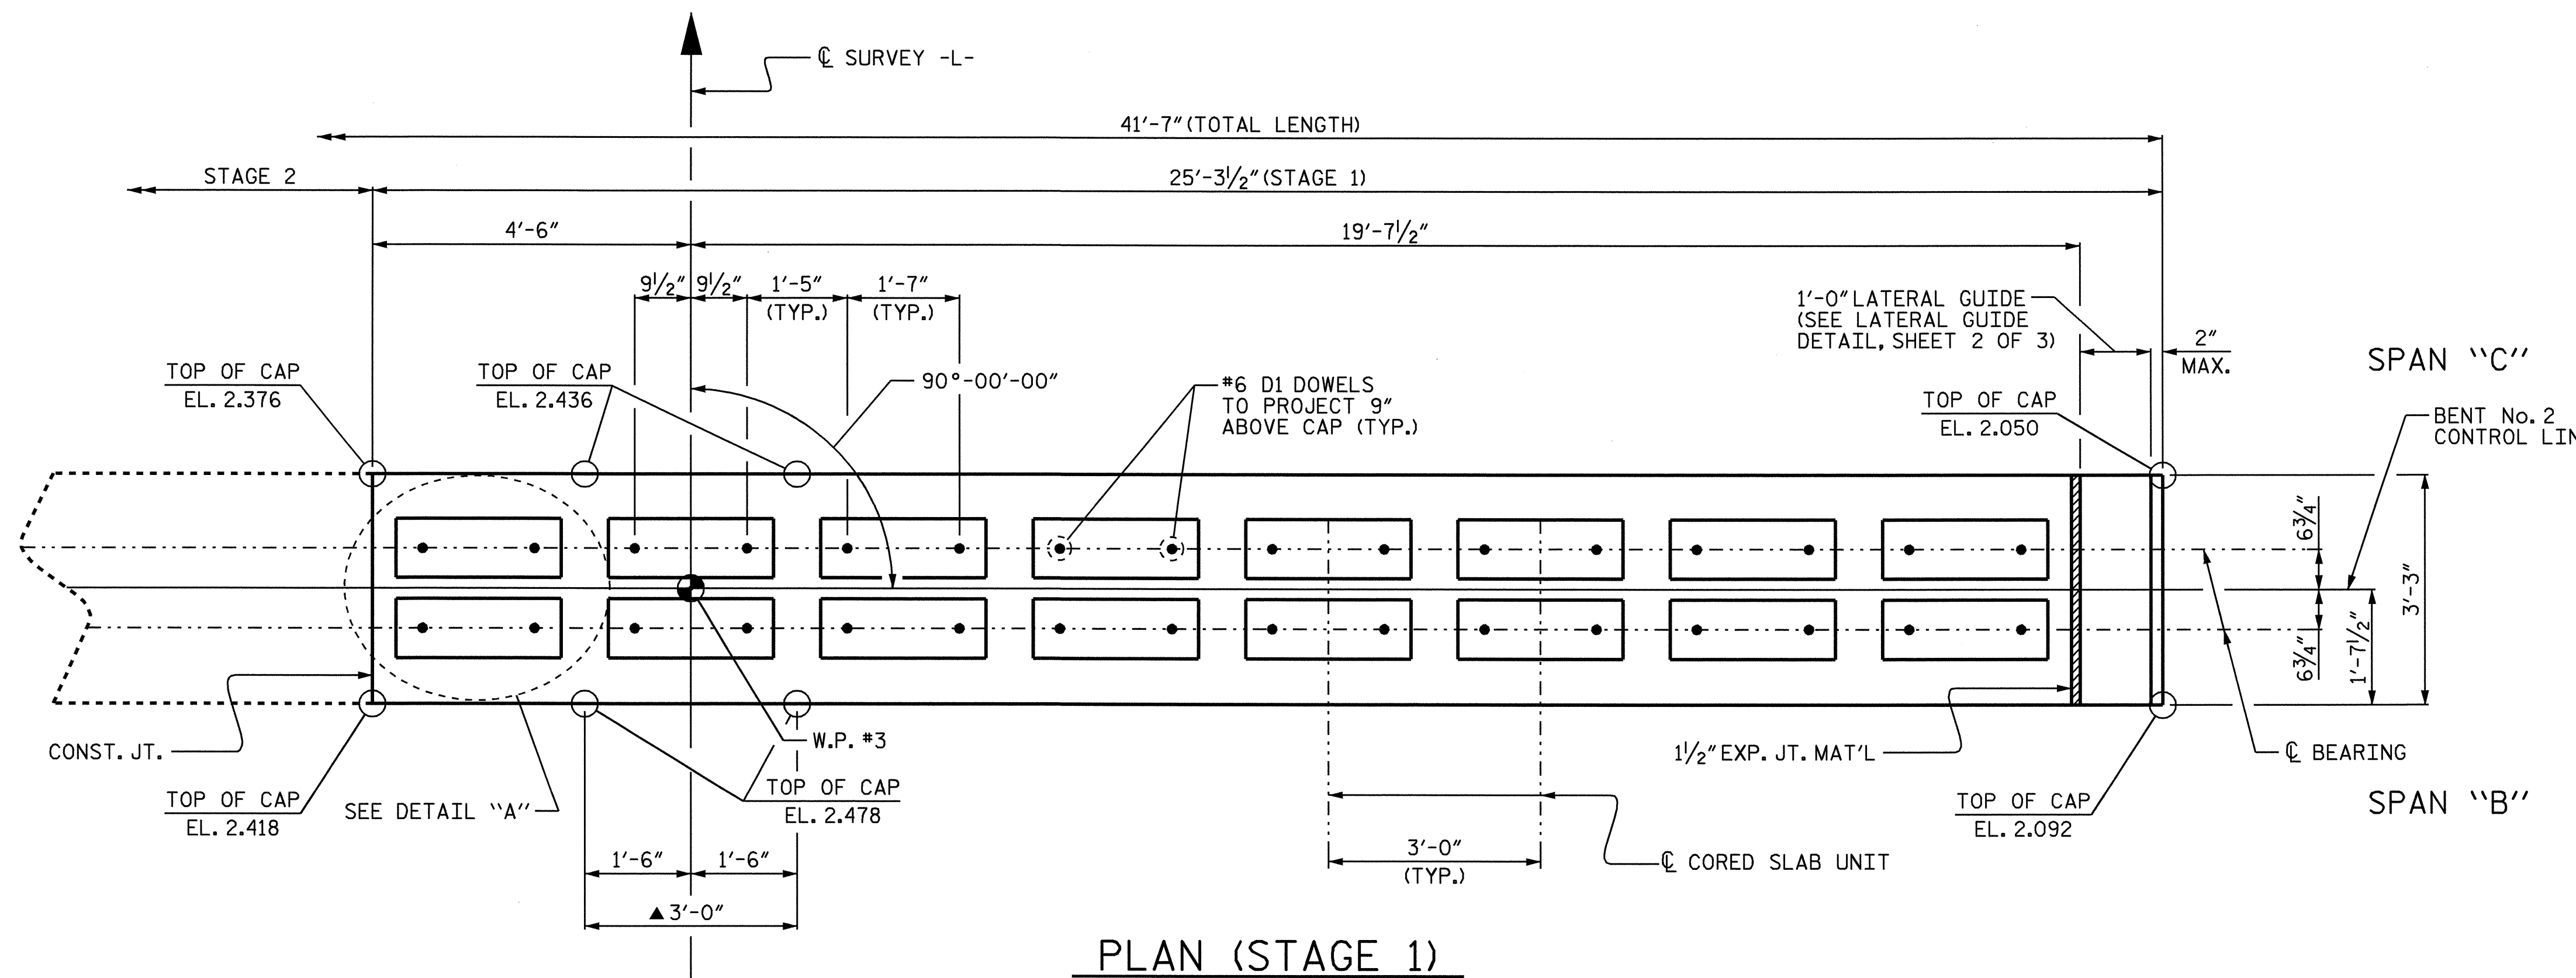 ℄ SURVEY -L-
41'-7" (TOTAL LENGTH)
STAGE 2
25'-3½" (STAGE 1)
4'-6"
19'-7½"
9½"
9½"
1'-5"
(TYP.)
1'-7"
(TYP.)
1'-0" LATERAL GUIDE
(SEE LATERAL GUIDE
DETAIL, SHEET 2 OF 3)
2"
MAX.
SPAN "C"
TOP OF CAP
EL. 2.376
TOP OF CAP
EL. 2.436
90°-00'-00"
#6 D1 DOWELS
TO PROJECT 9"
ABOVE CAP (TYP.)
TOP OF CAP
EL. 2.050
BENT No. 2
CONTROL LIN
6¾"
6¾"
1'-7½"
3'-3"
CONST. JT.
W.P. #3
1½" EXP. JT. MAT'L
℄ BEARING
TOP OF CAP
EL. 2.418
SEE DETAIL "A"
TOP OF CAP
EL. 2.478
TOP OF CAP
EL. 2.092
SPAN "B"
1'-6"
1'-6"
3'-0"
(TYP.)
℄ CORED SLAB UNIT
▲ 3'-0"
PLAN (STAGE 1)